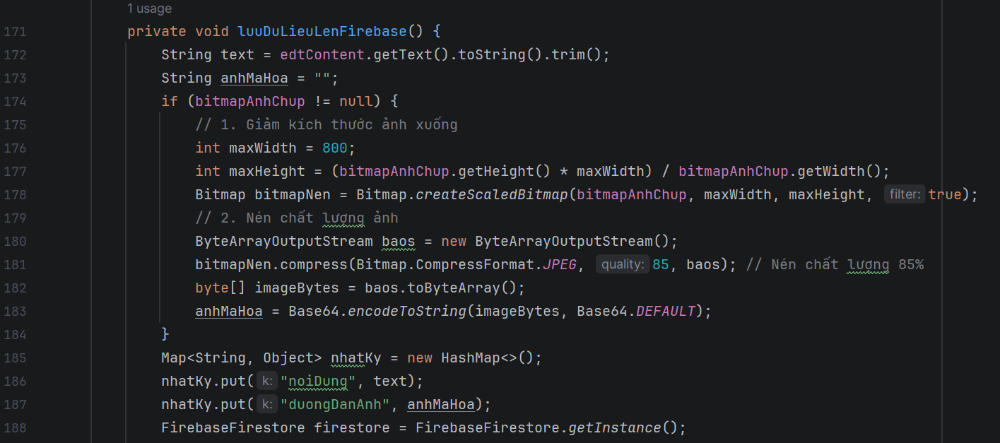 1 usage
171 private void luuDuLieuLenFirebase() {
172 String text = edtContent.getText().toString().trim();
173 String anhMaHoa = "";
174 if (bitmapAnhChup != null) {
175 // 1. Giảm kích thước ảnh xuống
176 int maxWidth = 800;
177 int maxHeight = (bitmapAnhChup.getHeight() * maxWidth) / bitmapAnhChup.getWidth();
178 Bitmap bitmapNen = Bitmap.createScaledBitmap(bitmapAnhChup, maxWidth, maxHeight, filter: true);
179 // 2. Nén chất lượng ảnh
180 ByteArrayOutputStream baos = new ByteArrayOutputStream();
181 bitmapNen.compress(Bitmap.CompressFormat.JPEG, quality: 85, baos); // Nén chất lượng 85%
182 byte[] imageBytes = baos.toByteArray();
183 anhMaHoa = Base64.encodeToString(imageBytes, Base64.DEFAULT);
184 }
185 Map<String, Object> nhatKy = new HashMap<>();
186 nhatKy.put( k: "noiDung", text);
187 nhatKy.put( k: "duongDanAnh", anhMaHoa);
188 FirebaseFirestore firestore = FirebaseFirestore.getInstance();